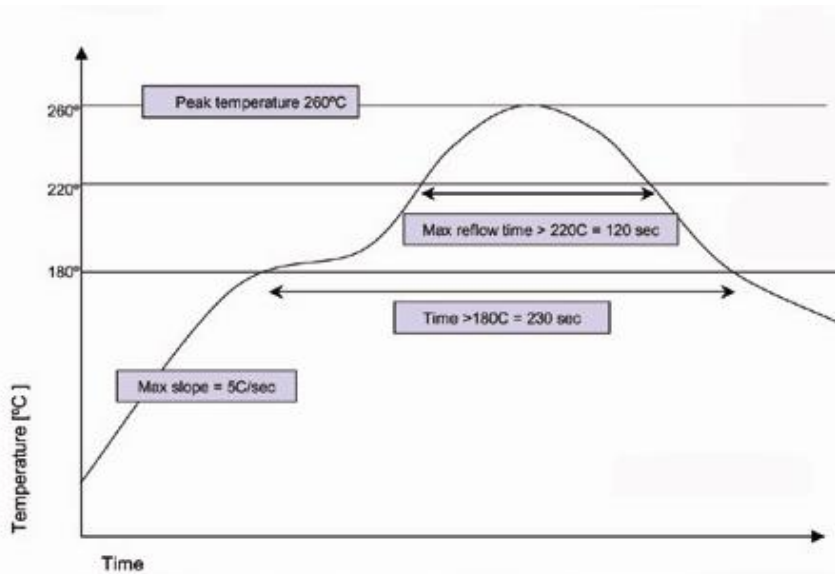 Peak temperature 260ºC
260º
220º
Max reflow time > 220C = 120 sec
180º
Time >180C = 230 sec
Max slope = 5C/sec
Temperature [ºC ]
Time